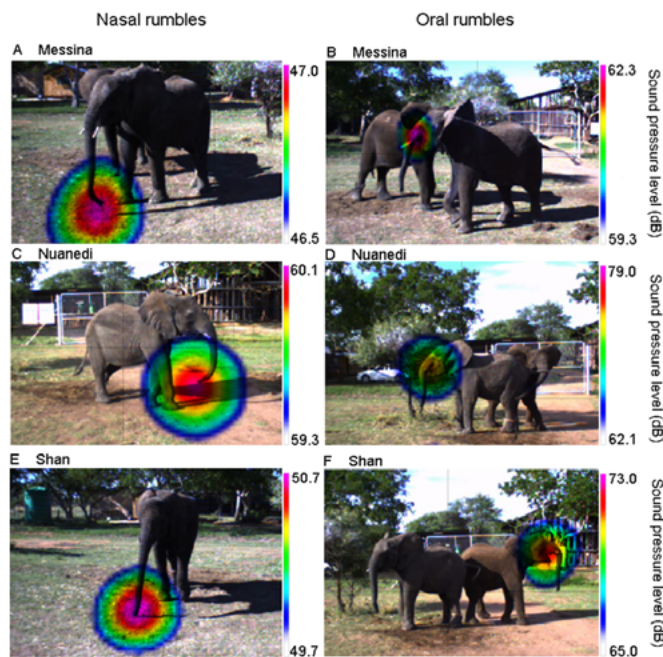 Nasal rumbles Oral rumbles
A Messina B Messina
47.0 62.3
46.5 59.3
Sound pressure level (dB)
C Nuanedi D Nuanedi
60.1 79.0
59.3 62.1
Sound pressure level (dB)
E Shan F Shan
50.7 73.0
49.7 65.0
Sound pressure level (dB)